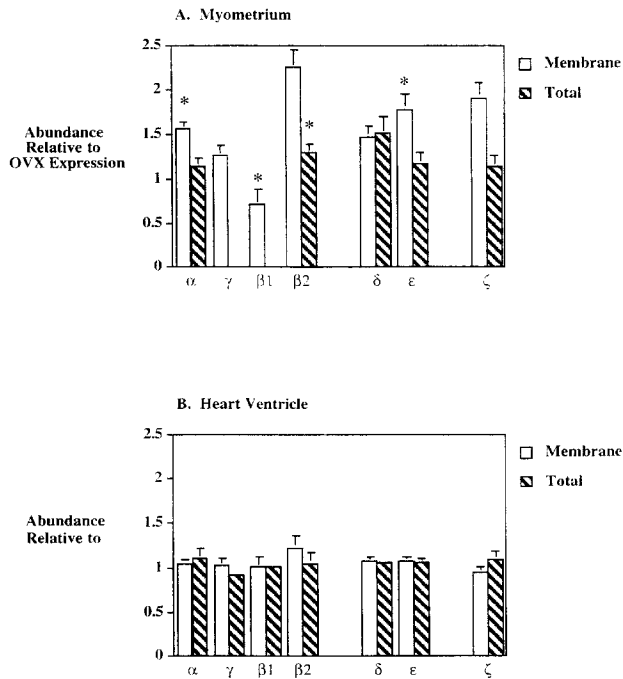 A. Myometrium
2.5
2
1.5
1
0.5
0
Abundance
Relative to
OVX Expression
*
*
*
*
Membrane
Total
α γ β1 β2 δ ε ζ
B. Heart Ventricle
2.5
2
1.5
1
0.5
0
Abundance
Relative to
Membrane
Total
α γ β1 β2 δ ε ζ